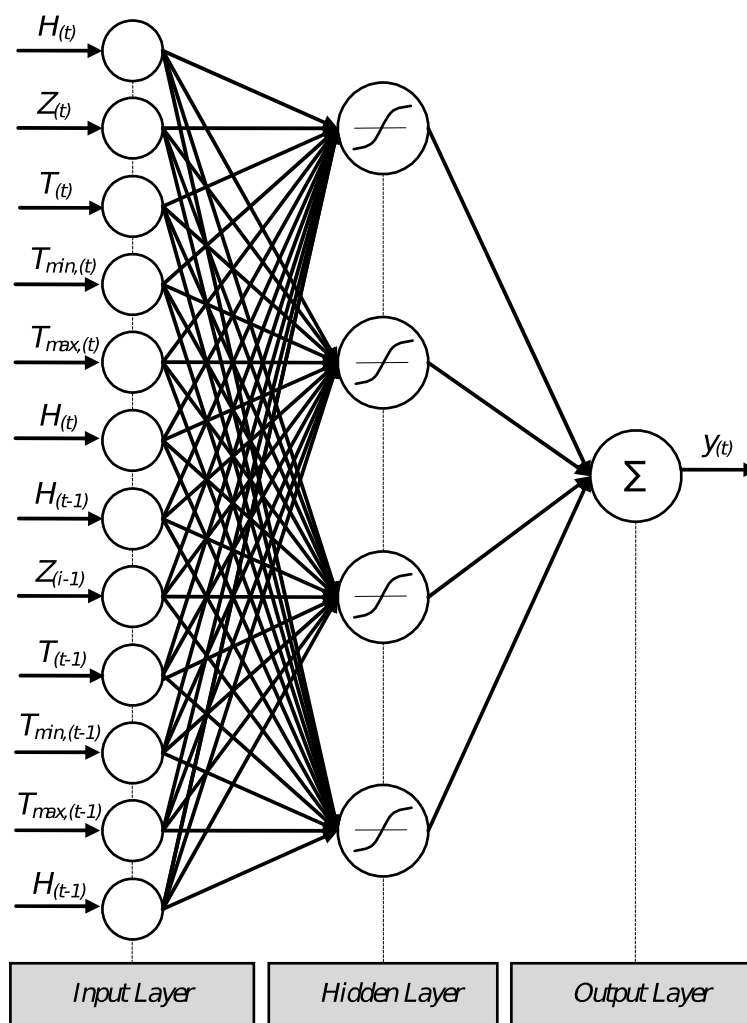 H(t)
Z(t)
T(t)
Tmin,(t)
Tmax,(t)
H(t)
H(t-1)
Z(i-1)
T(t-1)
Tmin,(t-1)
Tmax,(t-1)
H(t-1)
Σ
y(t)
Input Layer
Hidden Layer
Output Layer